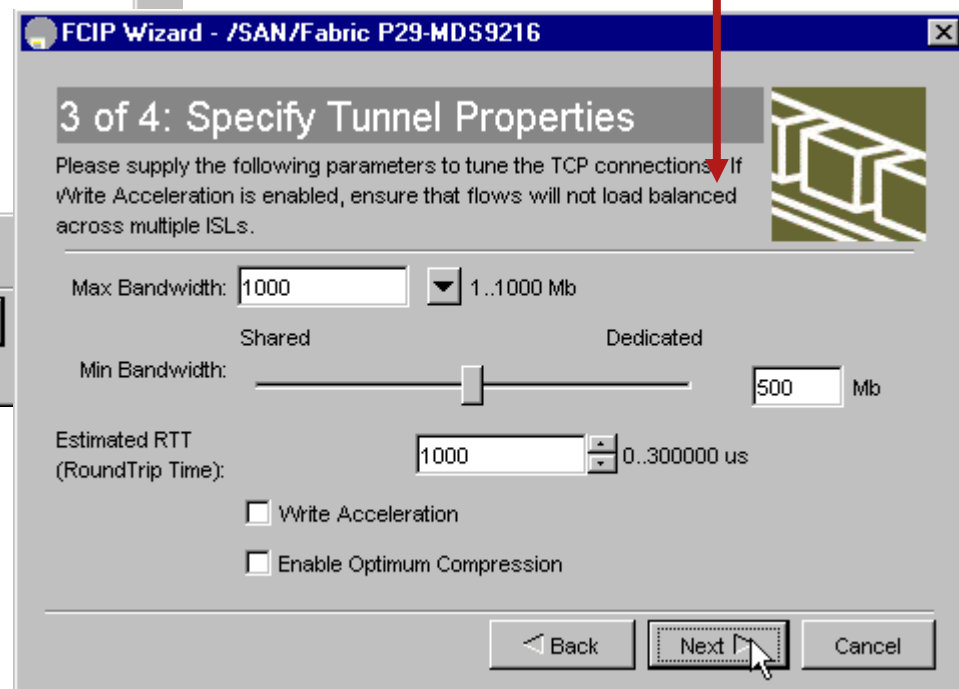 FCIP Wizard - /SAN/Fabric P29-MDS9216
3 of 4: Specify Tunnel Properties
Please supply the following parameters to tune the TCP connections. If
Write Acceleration is enabled, ensure that flows will not load balanced
across multiple ISLs.
Max Bandwidth: 1000 1..1000 Mb
Shared Dedicated
Min Bandwidth: 500 Mb
Estimated RTT
(RoundTrip Time): 1000 0..300000 us
Write Acceleration
Enable Optimum Compression
Back Next Cancel